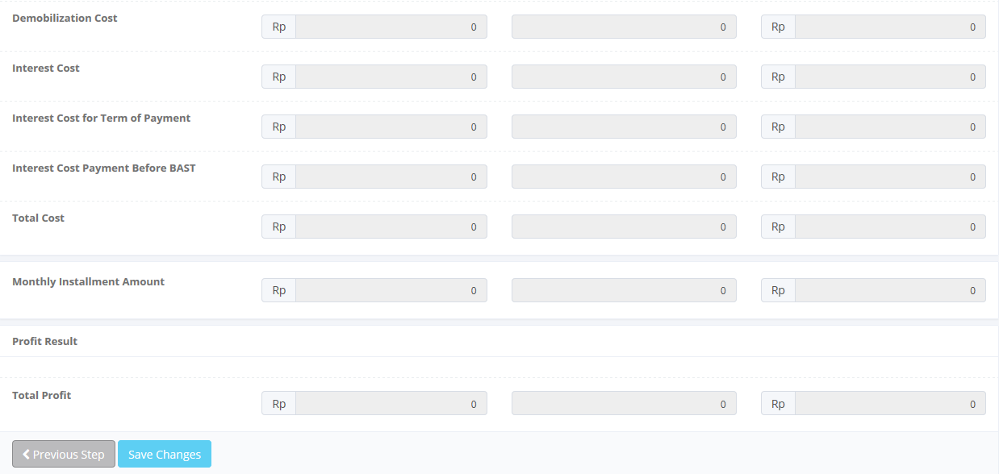 Demobilization Cost Rp 0 0 Rp 0
Interest Cost Rp 0 0 Rp 0
Interest Cost for Term of Payment Rp 0 0 Rp 0
Interest Cost Payment Before BAST Rp 0 0 Rp 0
Total Cost Rp 0 0 Rp 0
Monthly Installment Amount Rp 0 0 Rp 0
Profit Result
Total Profit Rp 0 0 Rp 0
Previous Step Save Changes